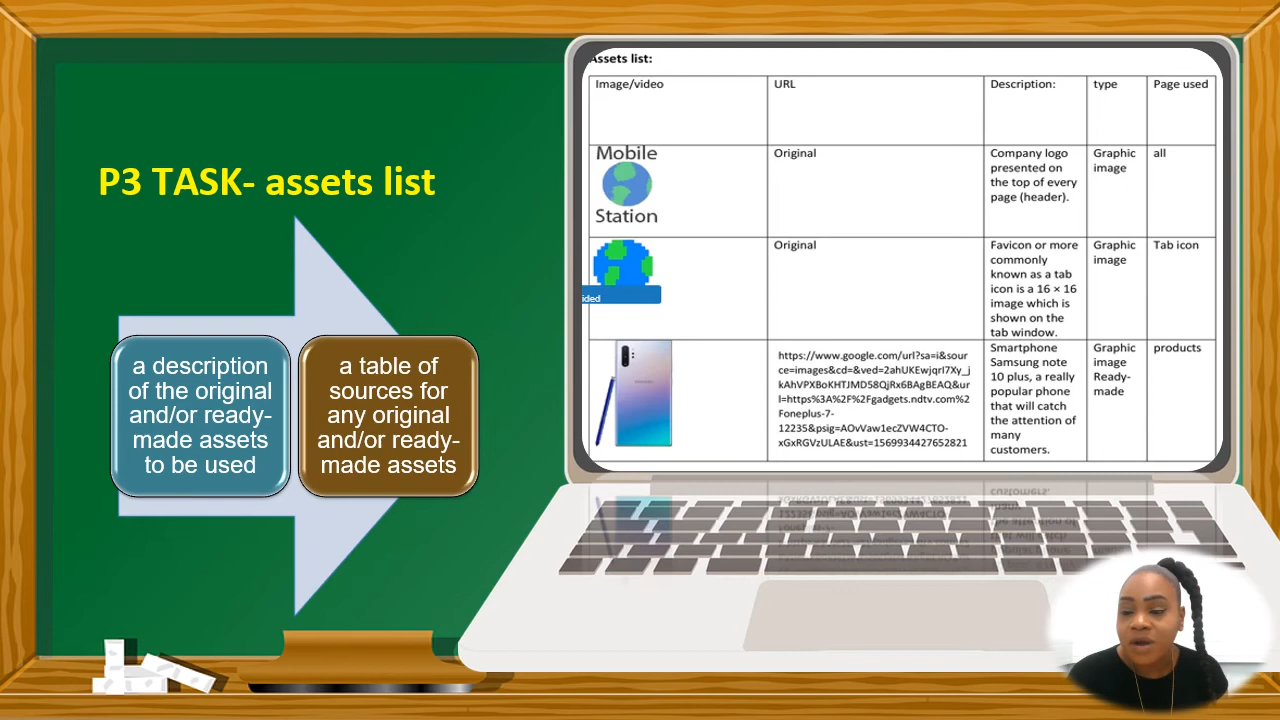 P3 TASK- assets list
a description
of the original
and/or ready-
made assets
to be used
a table of
sources for
any original
and/or ready-
made assets
Assets list:
Image/video
URL
Description:
type
Page used
Mobile
Station
Original
Company logo
presented on
the top of every
page (header).
Graphic
image
all
ided
Original
Favicon or more
commonly
known as a tab
icon is a 16 × 16
image which is
shown on the
tab window.
Graphic
image
Tab icon
https://www.google.com/url?sa=i&sour
ce=images&cd=&ved=2ahUKEwjqrI7Xy_j
kAhVPXBoKHTJMD58QjRx6BAgBEAQ&ur
l=https%3A%2F%2Fgadgets.ndtv.com%2
Foneplus-7-
12235&psig=AOvVaw1ecZVW4CTO-
xGxRGVzULAE&ust=1569934427652821
Smartphone
Samsung note
10 plus, a really
popular phone
that will catch
the attention of
many
customers.
Graphic
image
Ready-
made
products